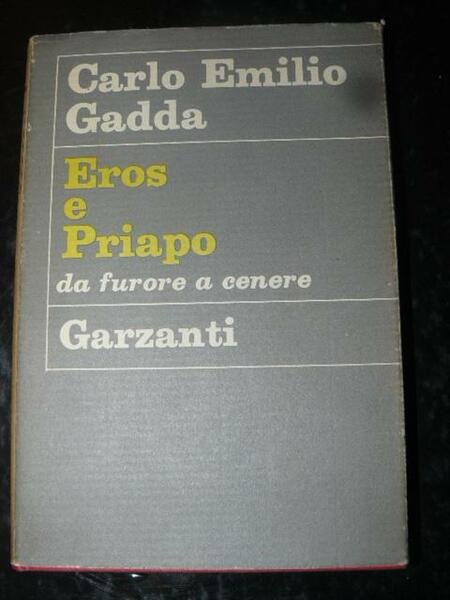 Carlo Emilio
Gadda
Eros
e
Priapo
da furore a cenere
Garzanti